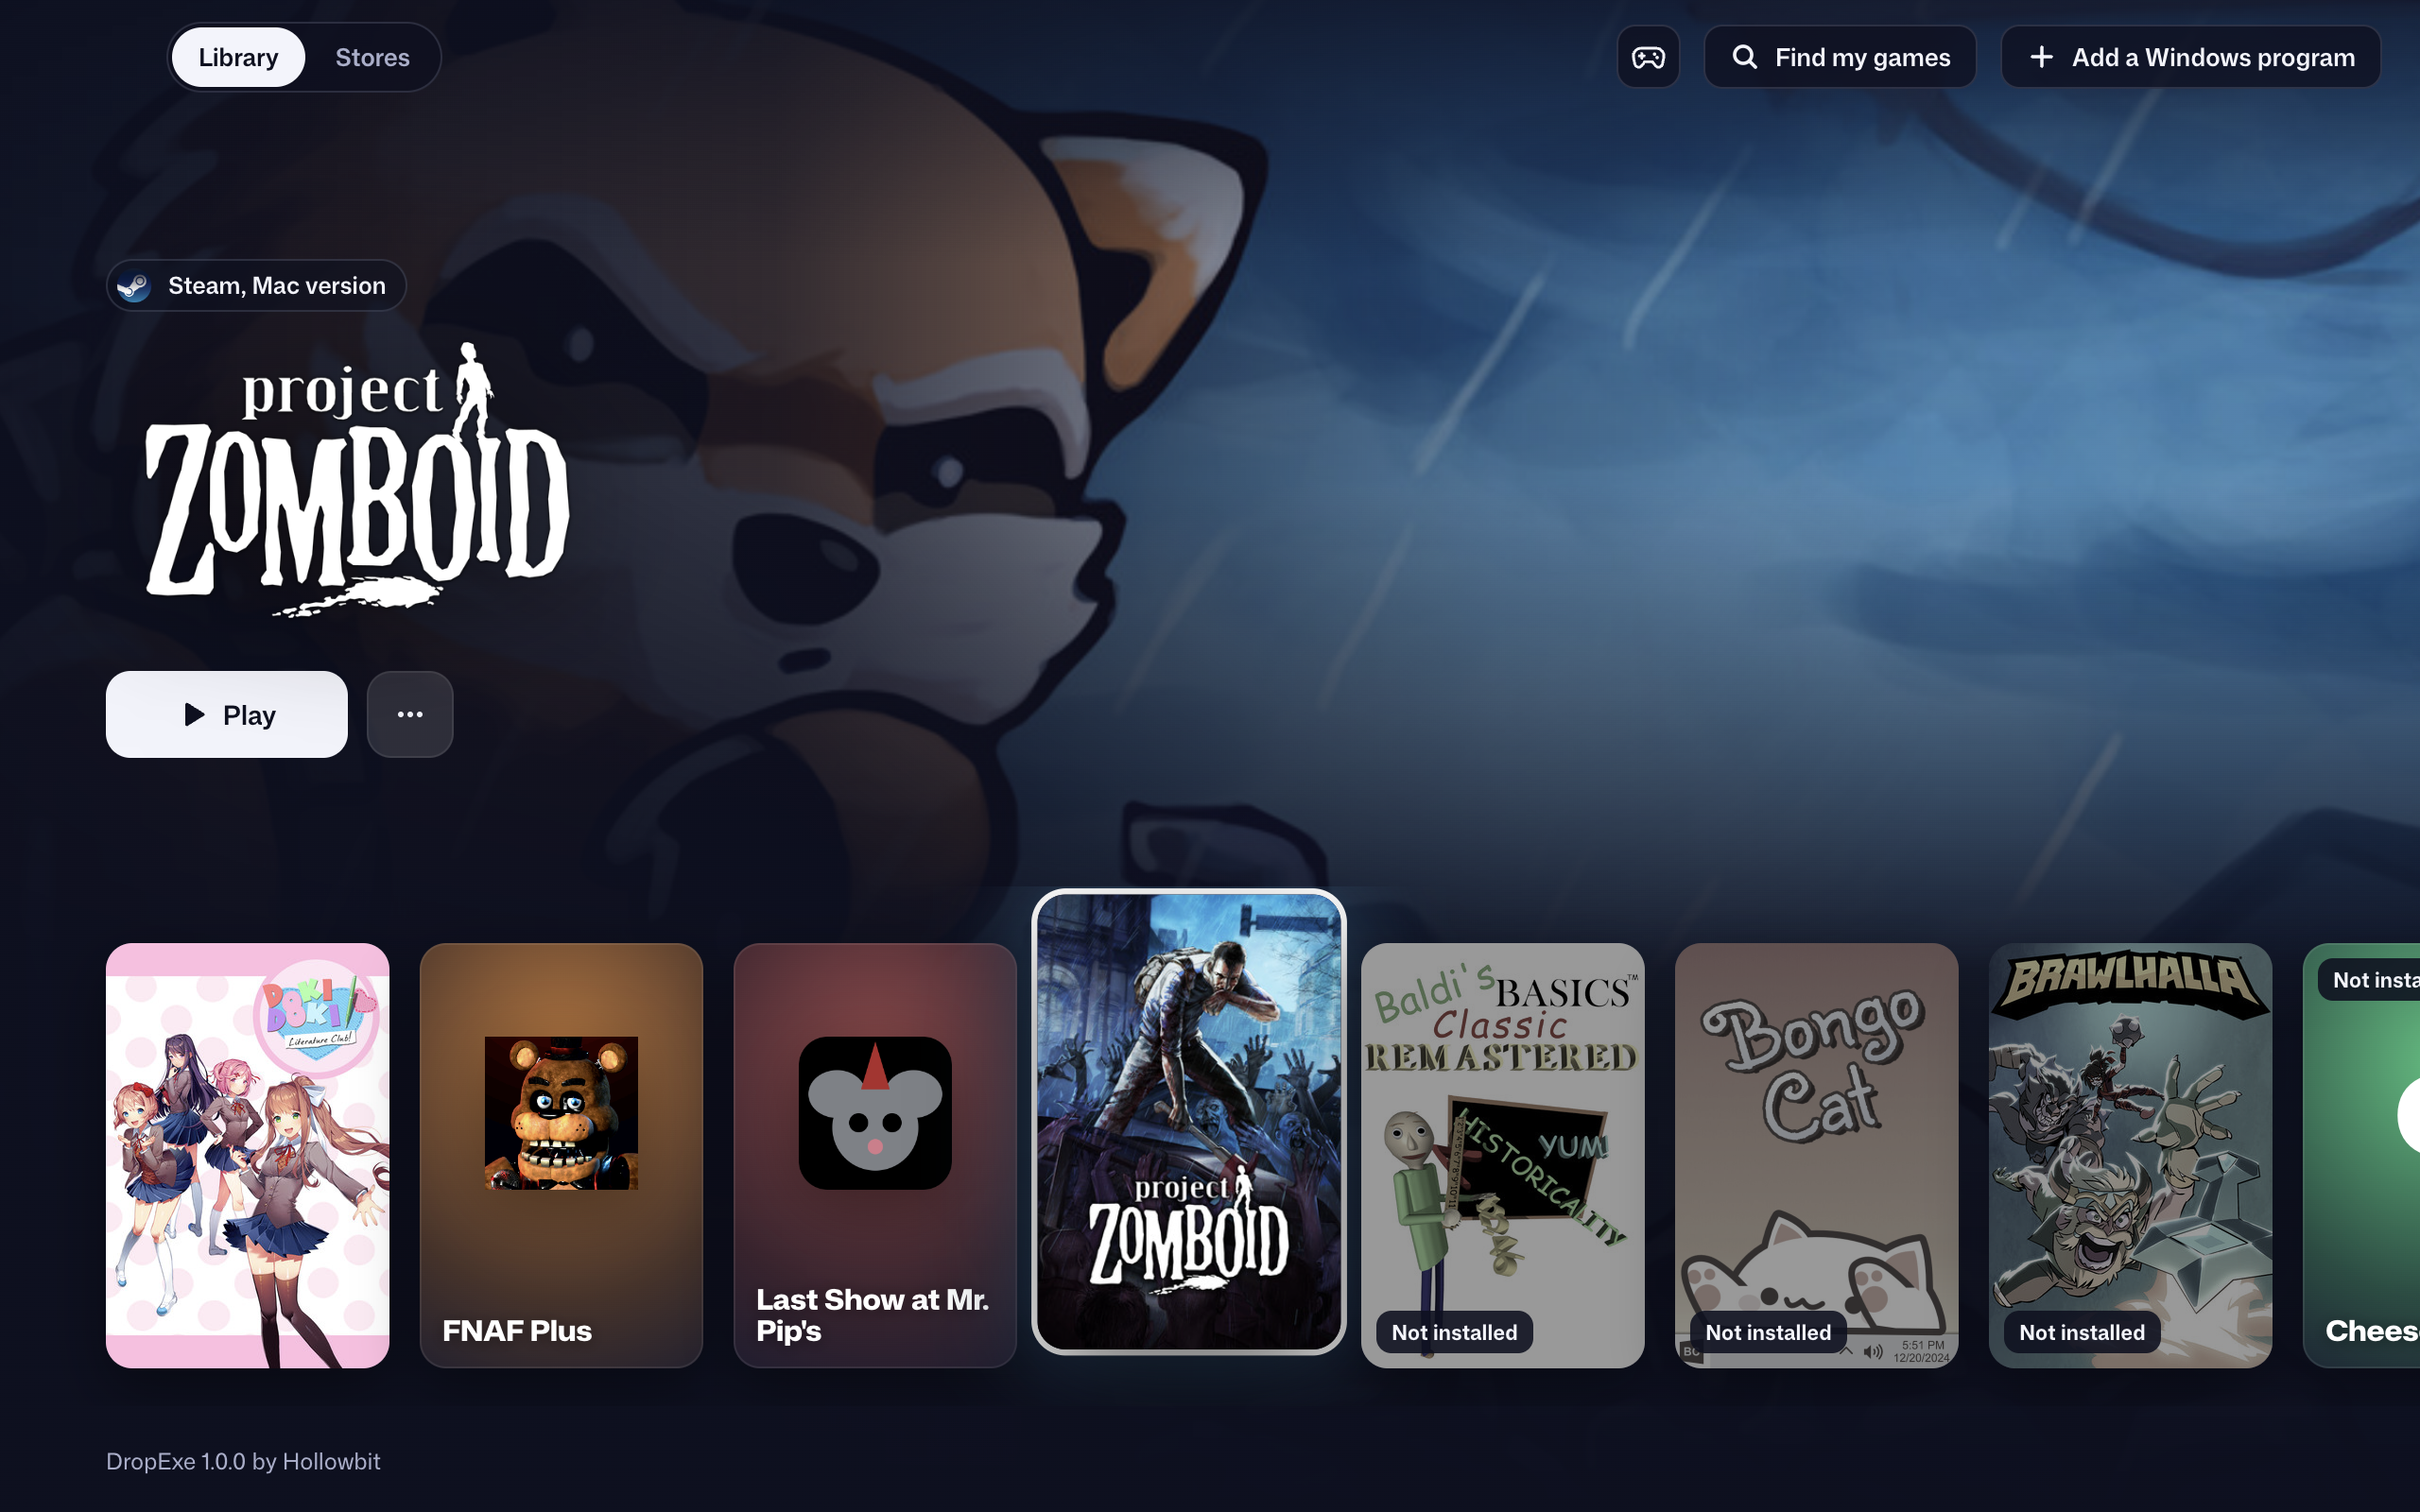 Library
Stores
Find my games
Add a Windows program
Steam, Mac version
project
ZOMBOID
Play
DOKI
DOKI
Literature Club!
FNAF Plus
Last Show at Mr.
Pip's
project
ZOMBOID
Baldi's
BASICS™
Classic
REMASTERED
HISTORICALITY
YUM!
Not installed
Bongo
Cat
Not installed
BC
5:51 PM
12/20/2024
BRAWLHALLA
Not installed
Not insta
Chees
DropExe 1.0.0 by Hollowbit